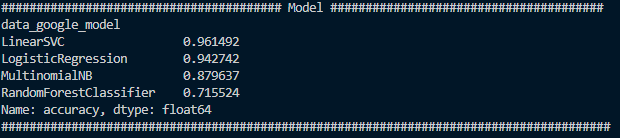 ######################################## Model #######################################
data_google_model
LinearSVC 0.961492
LogisticRegression 0.942742
MultinomialNB 0.879637
RandomForestClassifier 0.715524
Name: accuracy, dtype: float64
#######################################################################################